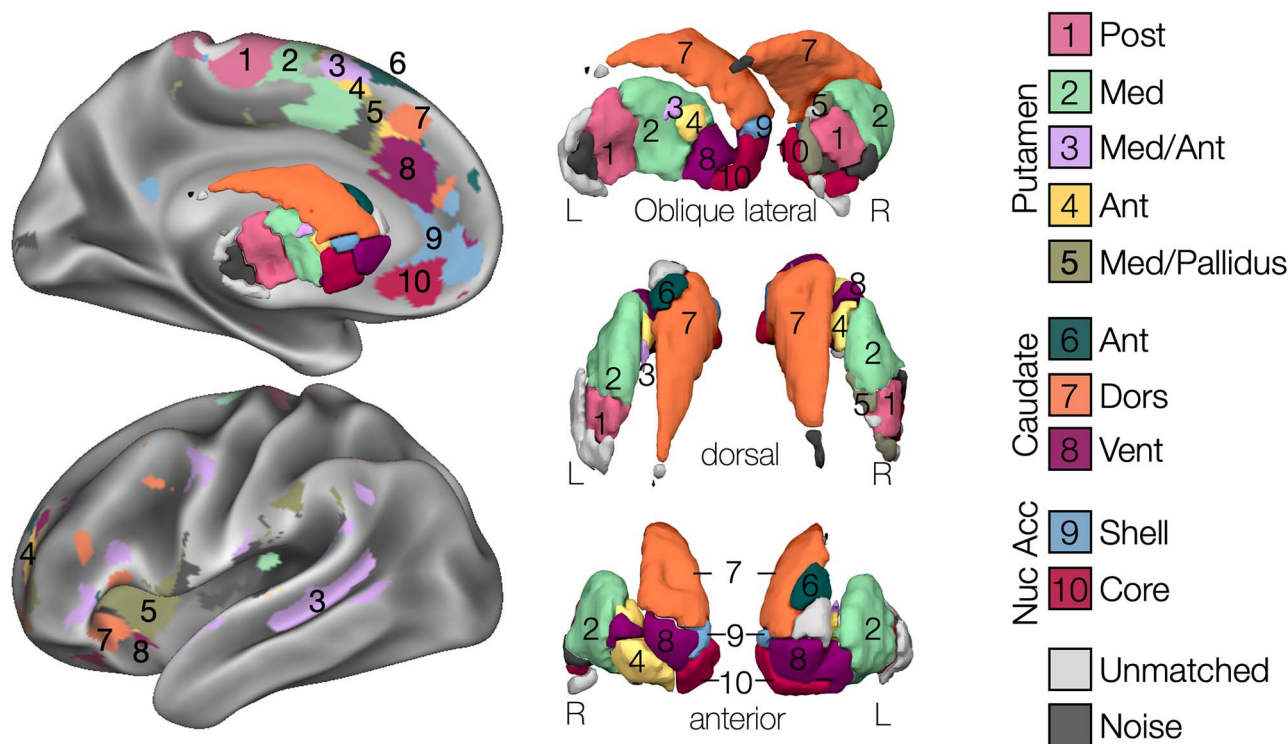 1
2
3
6
4
5
7
8
9
10
4
5
7
8
3
7
7
1
2
3
4
8
9
10
10
5
1
2
L
Oblique lateral
R
6
7
2
3
1
7
8
4
2
5
1
dorsal
L
R
7
6
2
8
9
4
8
2
10
R
anterior
L
Putamen
1 Post
2 Med
3 Med/Ant
4 Ant
5 Med/Pallidus
Caudate
6 Ant
7 Dors
8 Vent
Nuc Acc
9 Shell
10 Core
Unmatched
Noise